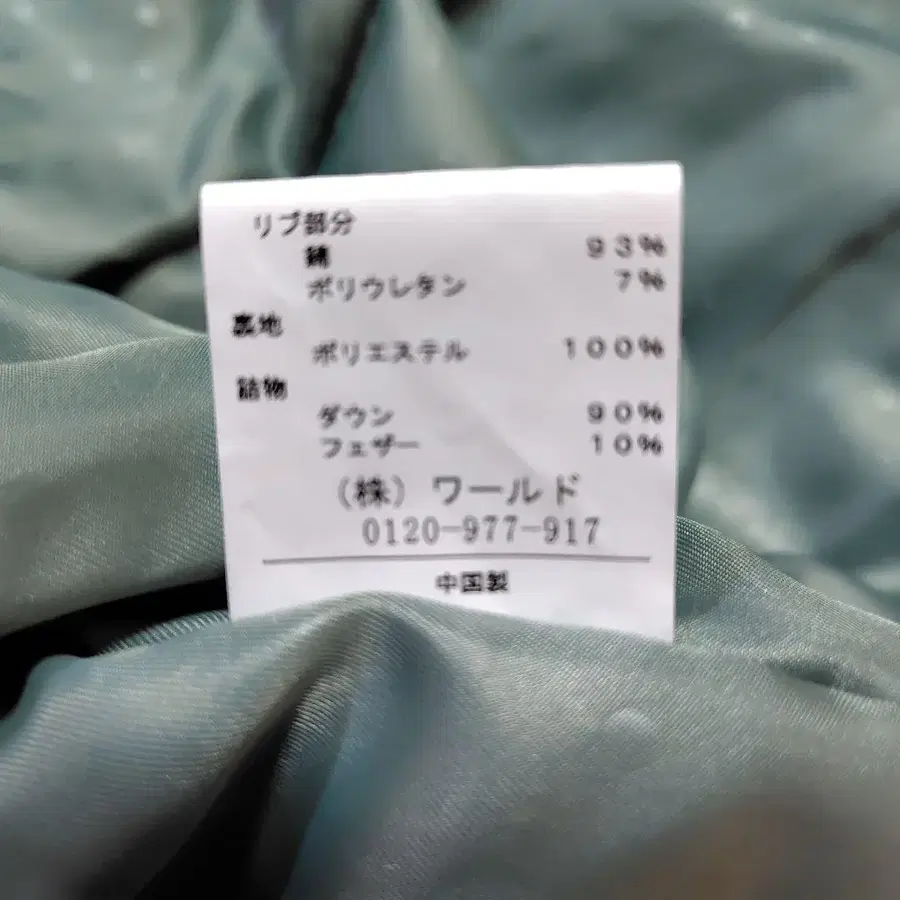 リブ部分
綿 93%
ポリウレタン 7%
裏地
ポリエステル 100%
詰物
ダウン 90%
フェザー 10%
(株)ワールド
0120-977-917
中国製